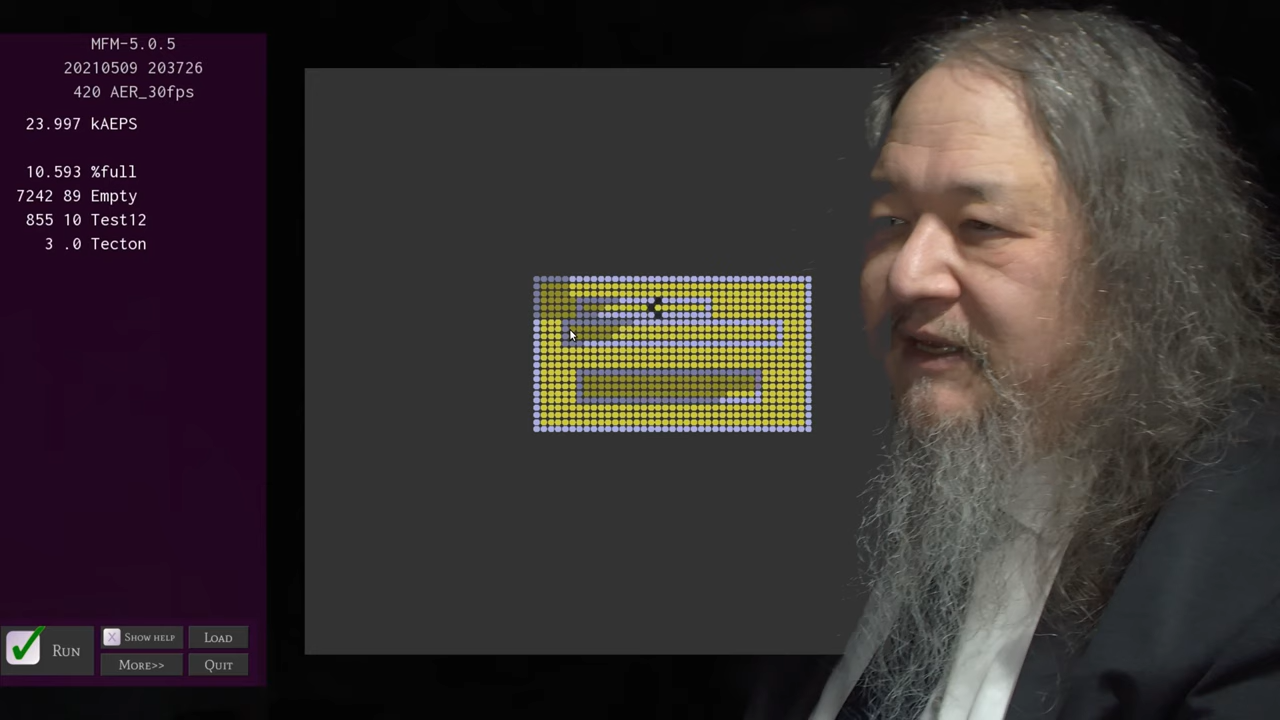 MFM-5.0.5
20210509 203726
420 AER_30fps
23.997 kAEPS
10.593 %full
7242 89 Empty
855 10 Test12
3 .0 Tecton
RUN
X SHOW HELP
LOAD
MORE>>
QUIT